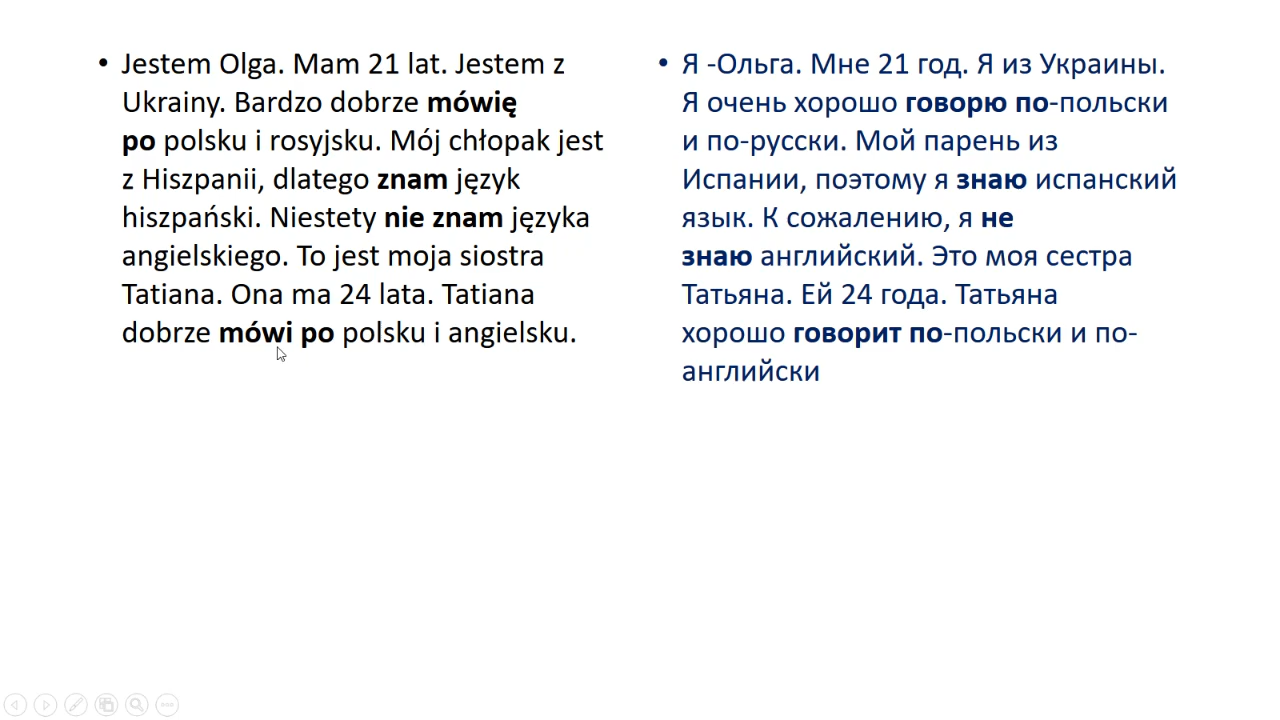 Jestem Olga. Mam 21 lat. Jestem z
Ukrainy. Bardzo dobrze mówię
po polsku i rosyjsku. Mój chłopak jest
z Hiszpanii, dlatego znam język
hiszpański. Niestety nie znam języka
angielskiego. To jest moja siostra
Tatiana. Ona ma 24 lata. Tatiana
dobrze mówi po polsku i angielsku.
Я -Ольга. Мне 21 год. Я из Украины.
Я очень хорошо говорю по-польски
и по-русски. Мой парень из
Испании, поэтому я знаю испанский
язык. К сожалению, я не
знаю английский. Это моя сестра
Татьяна. Ей 24 года. Татьяна
хорошо говорит по-польски и по-
английски